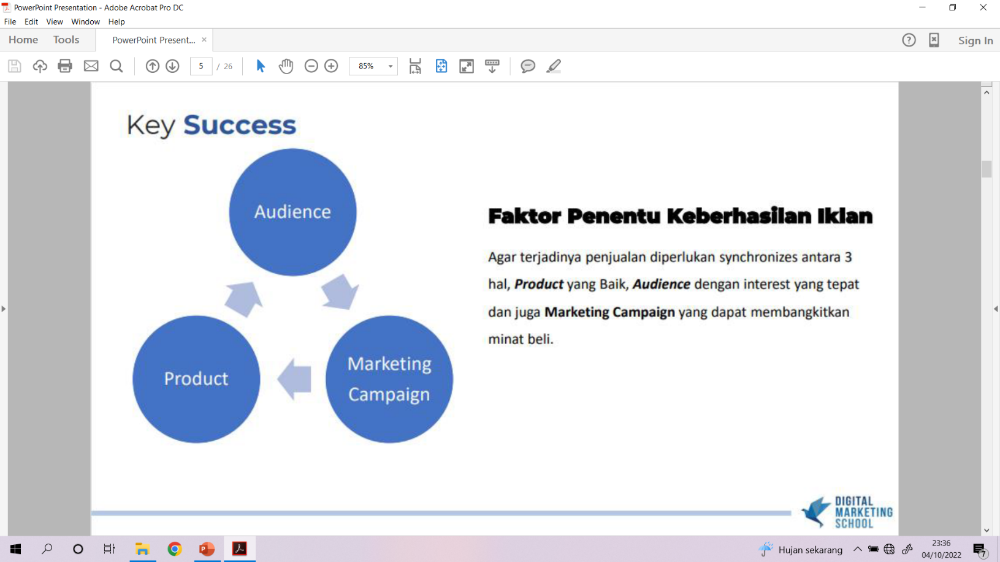 PowerPoint Presentation - Adobe Acrobat Pro DC
File Edit View Window Help
Home Tools PowerPoint Present... × Sign In
5 / 26 85%
Key Success
Audience
Product
Marketing
Campaign
Faktor Penentu Keberhasilan Iklan
Agar terjadinya penjualan diperlukan synchronizes antara 3
hal, Product yang Baik, Audience dengan interest yang tepat
dan juga Marketing Campaign yang dapat membangkitkan
minat beli.
DIGITAL
MARKETING
SCHOOL
Hujan sekarang
23:36
04/10/2022
7